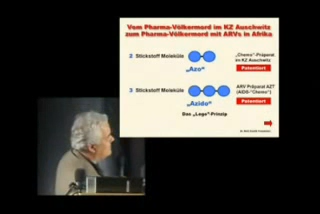 Vom Pharma-Völkermord im KZ Auschwitz
zum Pharma-Völkermord mit ARVs in Afrika
2 Stickstoff Moleküle
„Azo“
„Chemo“-Präparat
im KZ Auschwitz
Patentiert
3 Stickstoff Moleküle
„Azido“
ARV Präparat AZT
(AIDS-“Chemo“)
Patentiert
Das „Lego“-Prinzip